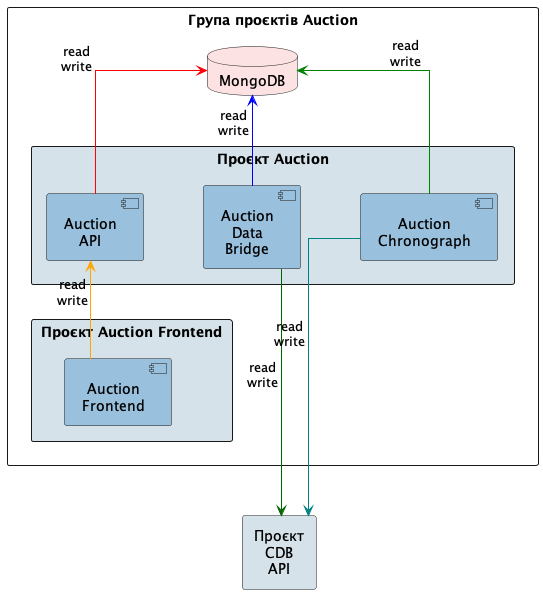 Група проєктів Auction
read
write
read
write
MongoDB
read
write
Проєкт Auction
Auction
API
Auction
Data
Bridge
Auction
Chronograph
read
write
Проєкт Auction Frontend
Auction
Frontend
read
write
read
write
Проєкт
CDB
API